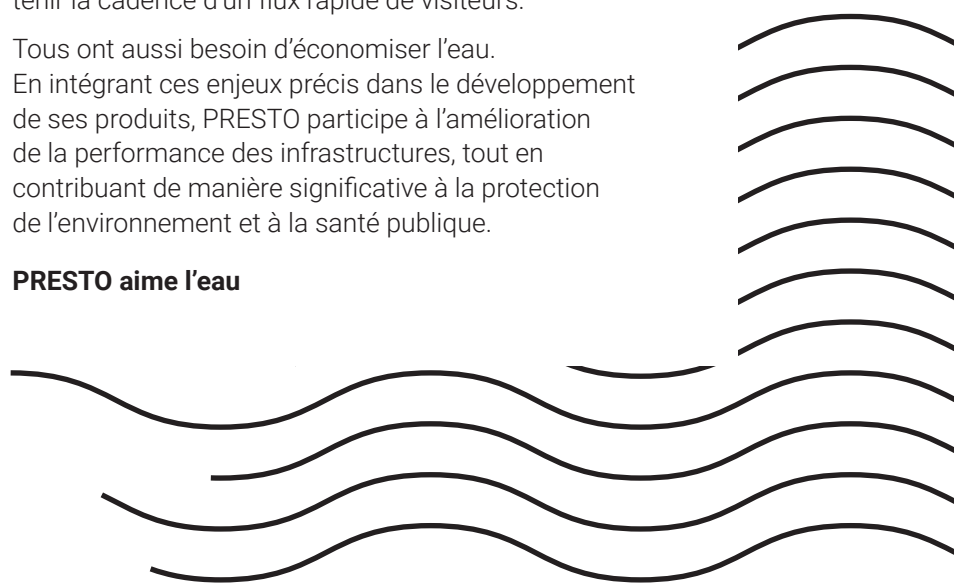 tenir la cadence d'un flux rapide de visiteurs.
Tous ont aussi besoin d’économiser l’eau.
En intégrant ces enjeux précis dans le développement
de ses produits, PRESTO participe à l’amélioration
de la performance des infrastructures, tout en
contribuant de manière significative à la protection
de l’environnement et à la santé publique.
PRESTO aime l’eau